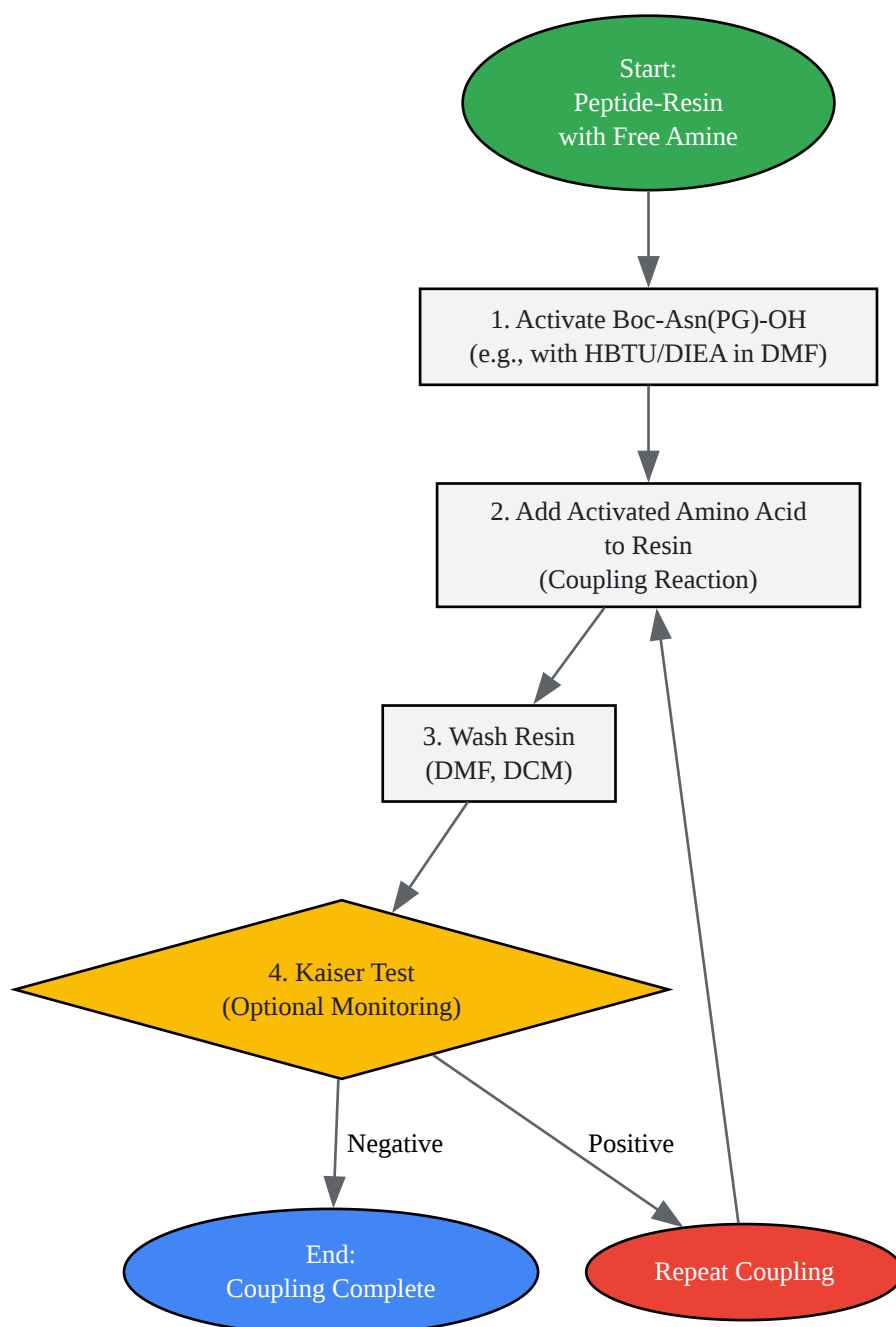 Start:
Peptide-Resin
with Free Amine
1. Activate Boc-Asn(PG)-OH
(e.g., with HBTU/DIEA in DMF)
2. Add Activated Amino Acid
to Resin
(Coupling Reaction)
3. Wash Resin
(DMF, DCM)
4. Kaiser Test
(Optional Monitoring)
Negative
Positive
End:
Coupling Complete
Repeat Coupling